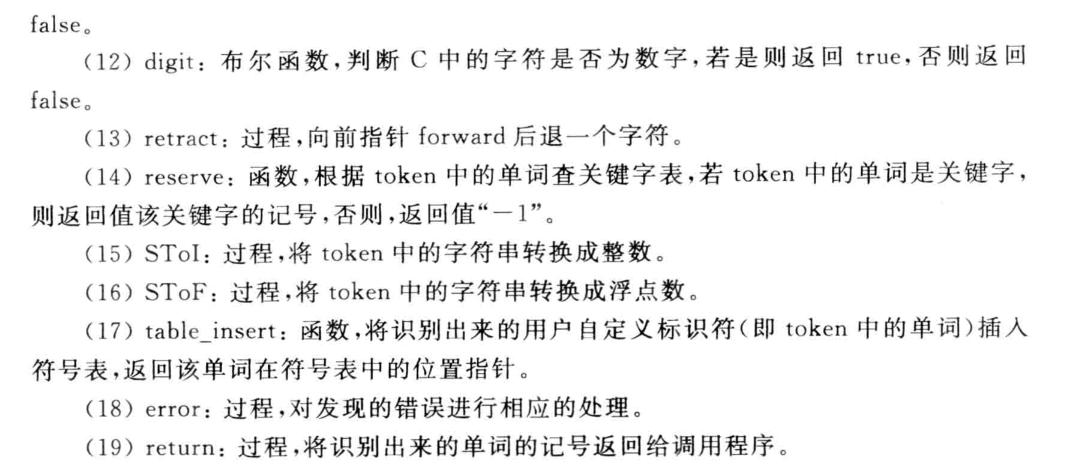 false。
(12) digit：布尔函数,判断 C 中的字符是否为数字,若是则返回 true,否则返回
false。
(13) retract：过程,向前指针 forward 后退一个字符。
(14) reserve：函数,根据 token 中的单词查关键字表,若 token 中的单词是关键字,
则返回值该关键字的记号,否则,返回值“－1”。
(15) SToI：过程,将 token 中的字符串转换成整数。
(16) SToF：过程,将 token 中的字符串转换成浮点数。
(17) table_insert：函数,将识别出来的用户自定义标识符(即 token 中的单词)插入
符号表,返回该单词在符号表中的位置指针。
(18) error：过程,对发现的错误进行相应的处理。
(19) return：过程,将识别出来的单词的记号返回给调用程序。